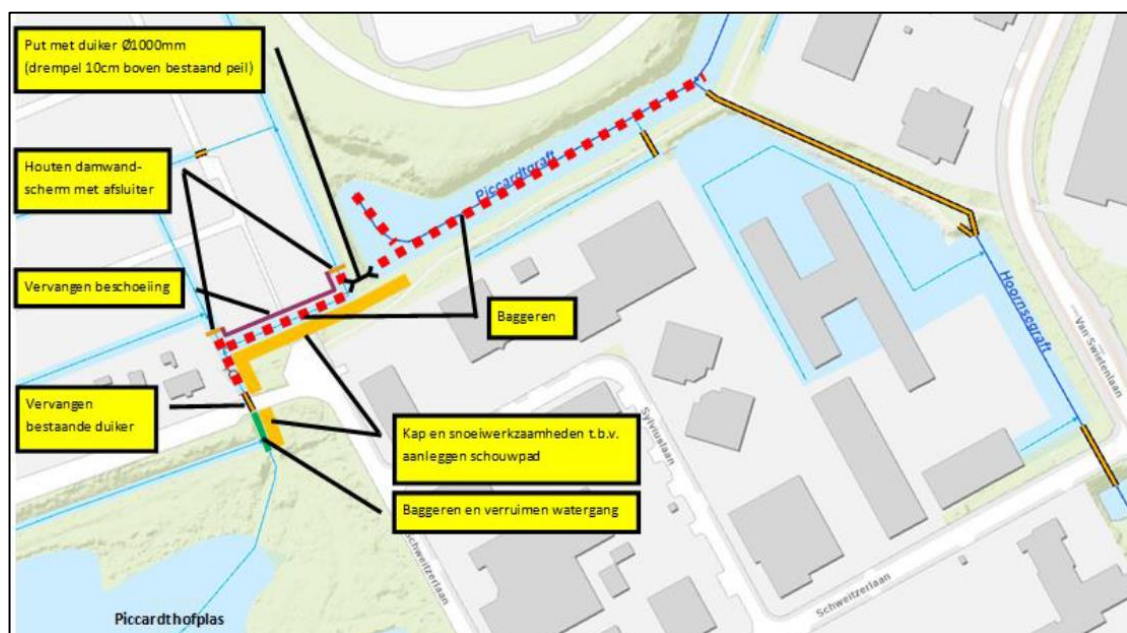 Put met duiker Ø1000mm
(drempel 10cm boven bestaand peil)
Houten damwand-
scherm met afsluiter
Vervangen beschoeiing
Vervangen
bestaande duiker
Baggeren
Kap en snoeiwerkzaamheden t.b.v.
aanleggen schouwpad
Baggeren en verruimen watergang
Piccardtgraft
Hoornsegraft
Van Swietenlaan
Sylviuslaan
Schweitzerlaan
Schweitzerlaan
Piccardthofplas